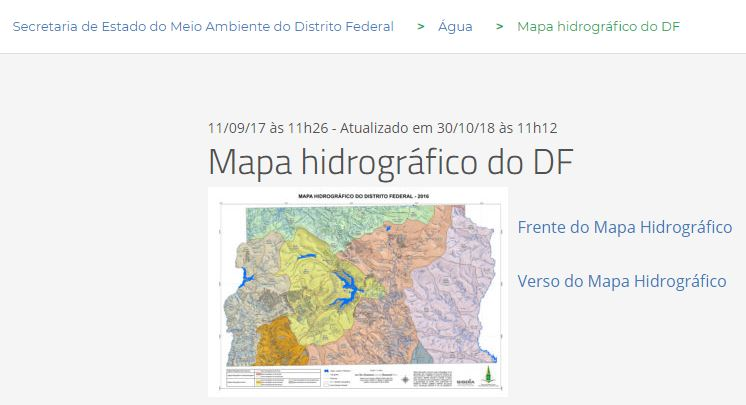 Secretaria de Estado do Meio Ambiente do Distrito Federal > Água > Mapa hidrográfico do DF
11/09/17 às 11h26 - Atualizado em 30/10/18 às 11h12
Mapa hidrográfico do DF
MAPA HIDROGRÁFICO DO DISTRITO FEDERAL - 2016
Frente do Mapa Hidrográfico
Verso do Mapa Hidrográfico